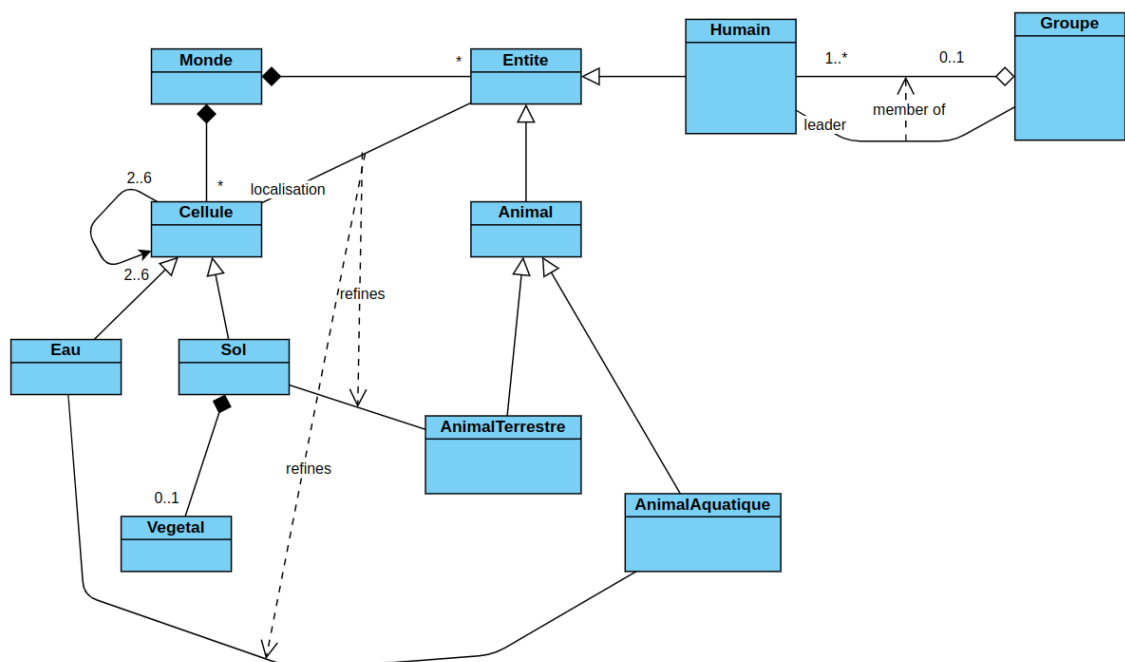 Groupe
Humain
Monde
Entite
*
1..*
0..1
member of
leader
2..6
*
localisation
Cellule
Animal
2..6
refines
Eau
Sol
AnimalTerrestre
refines
0..1
AnimalAquatique
Vegetal